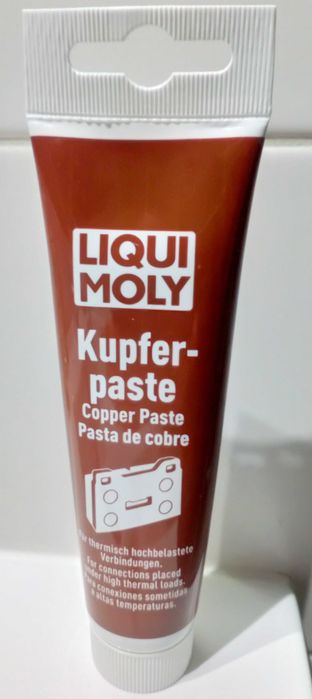 LIQUI
MOLY
Kupfer-
paste
Copper Paste
Pasta de cobre
Für thermisch hochbelastete
Verbindungen.
For connections placed
under high thermal loads.
Para conexiones sometidas
a altas temperaturas.